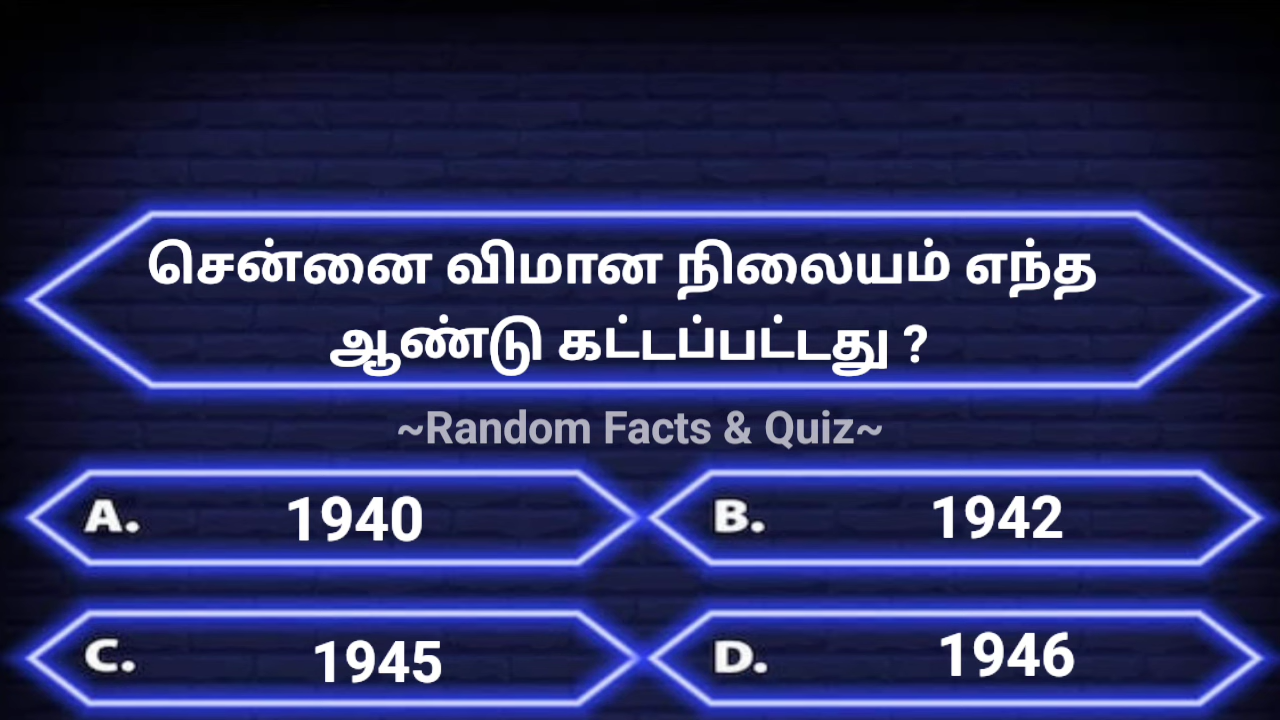 சென்னை விமான நிலையம் எந்த
ஆண்டு கட்டப்பட்டது ?
~Random Facts & Quiz~
A. 1940
B. 1942
C. 1945
D. 1946